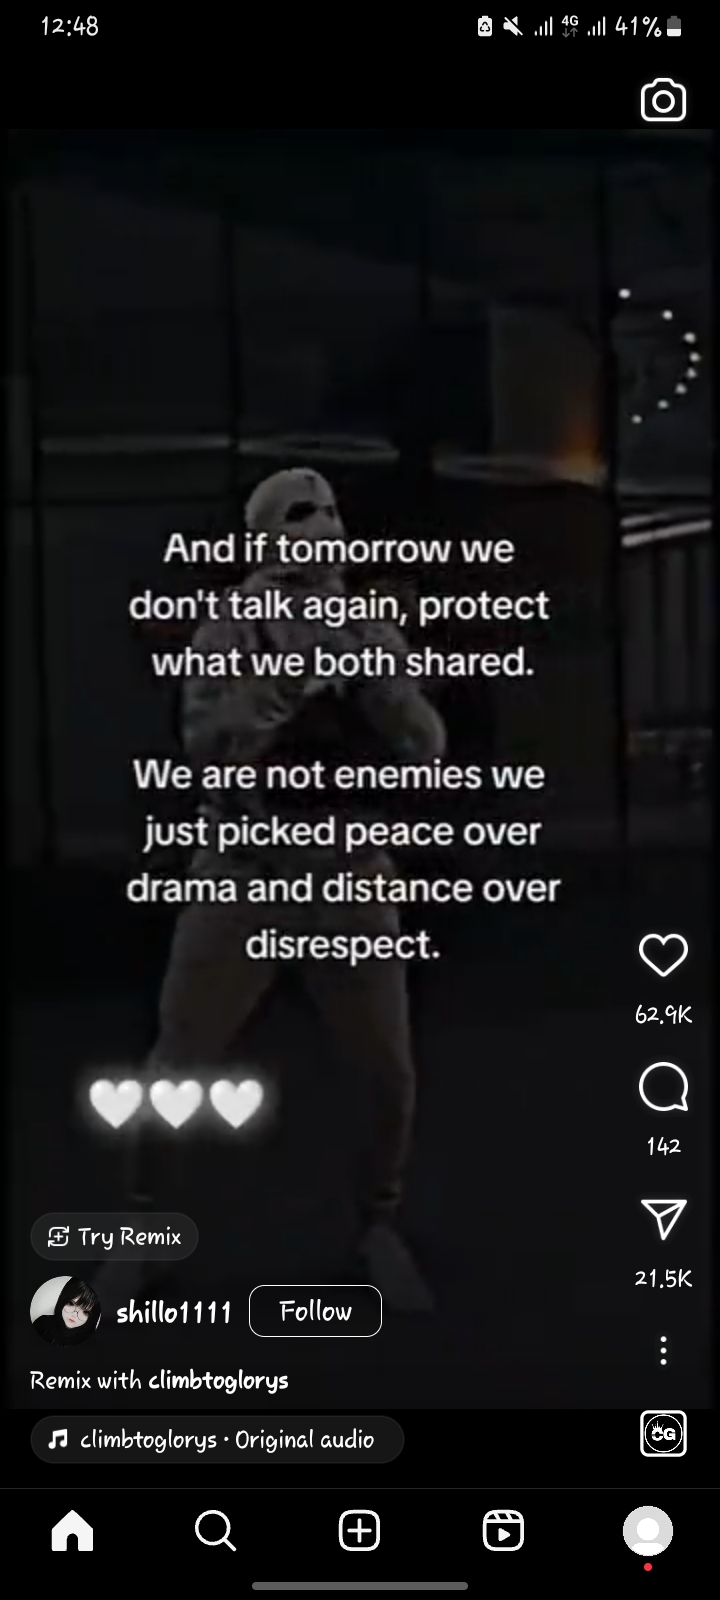 12:48
4G
41%
And if tomorrow we
don't talk again, protect
what we both shared.
We are not enemies we
just picked peace over
drama and distance over
disrespect.
🤍🤍🤍
62.9K
142
21.5K
Try Remix
shillo1111
Follow
Remix with climbtoglorys
climbtoglorys • Original audio
CG